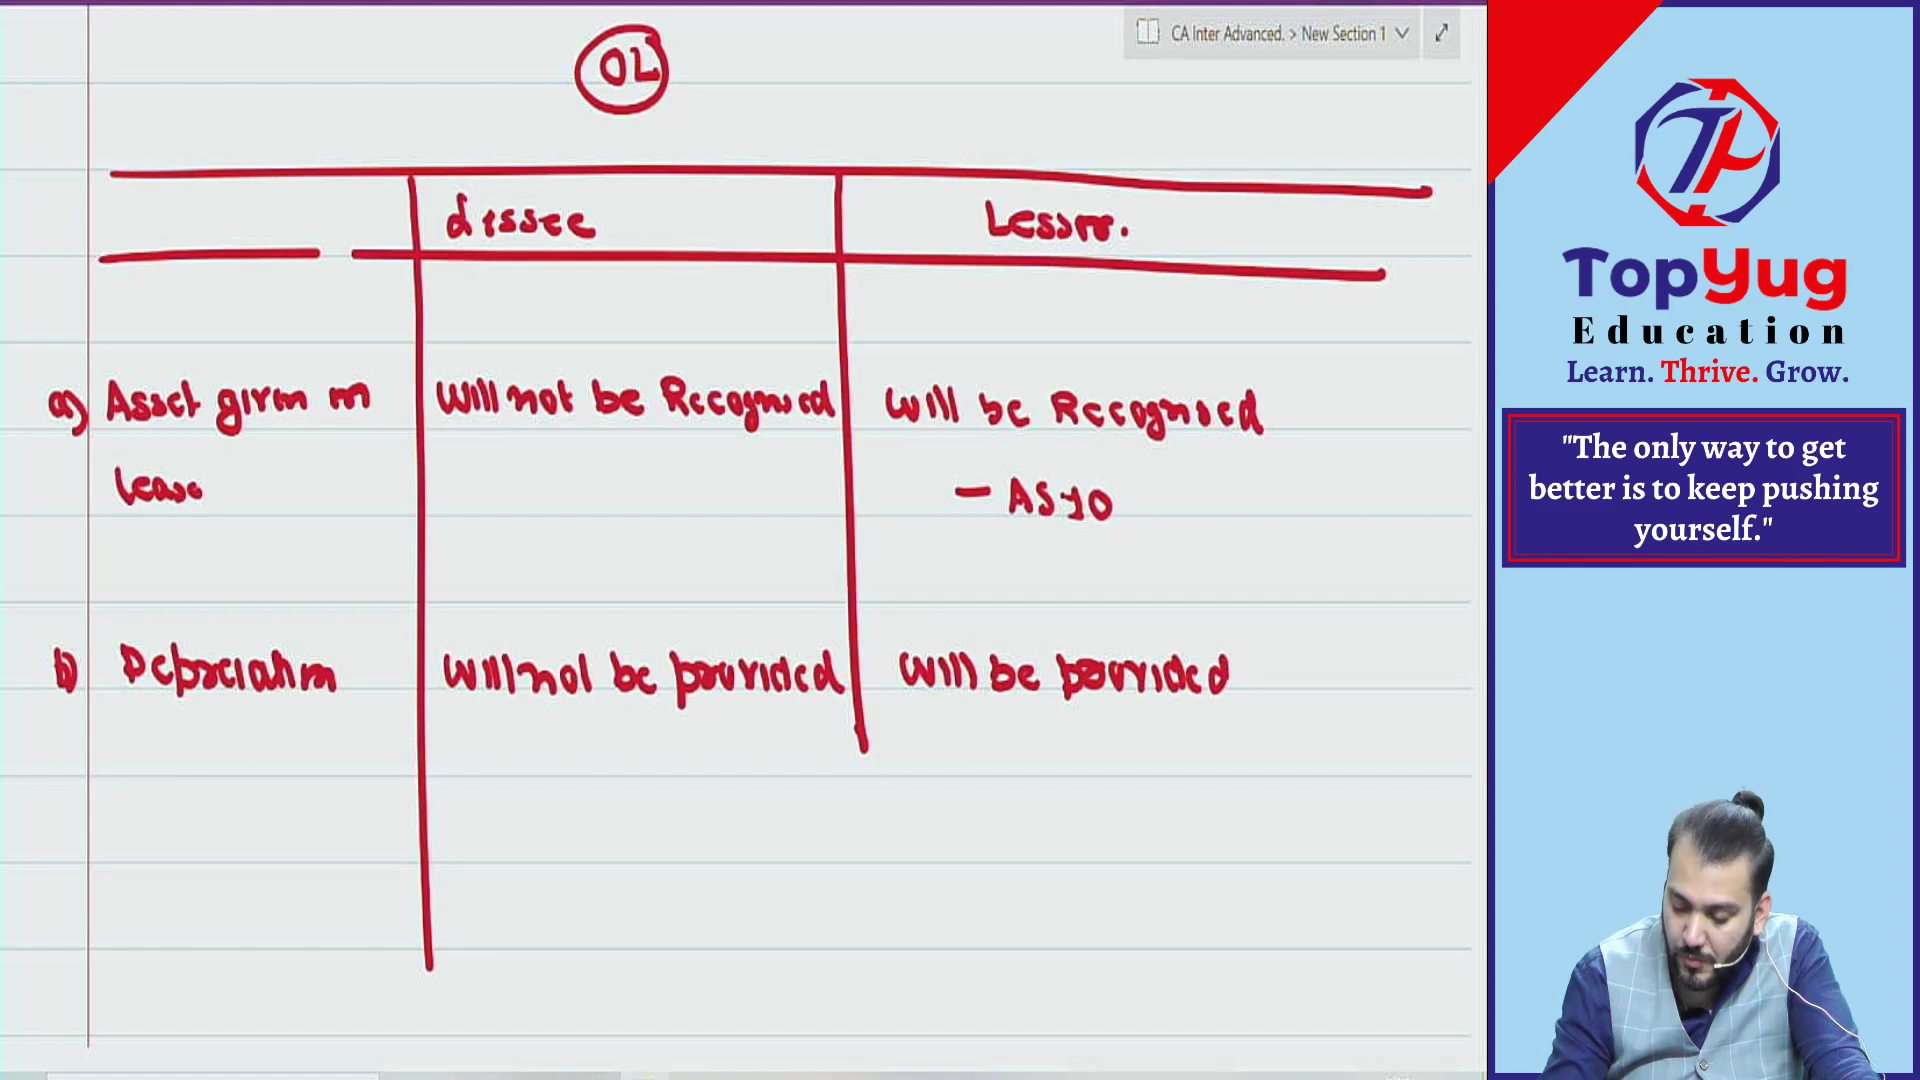 CA Inter Advanced. > New Section 1
OL
Lessee
Lessor.
a) Asset given on
lease
Will not be Recognised
Will be Recognised
- AS10
b) Depreciation
Will not be provided
Will be provided
TopYug
Education
Learn. Thrive. Grow.
"The only way to get
better is to keep pushing
yourself."